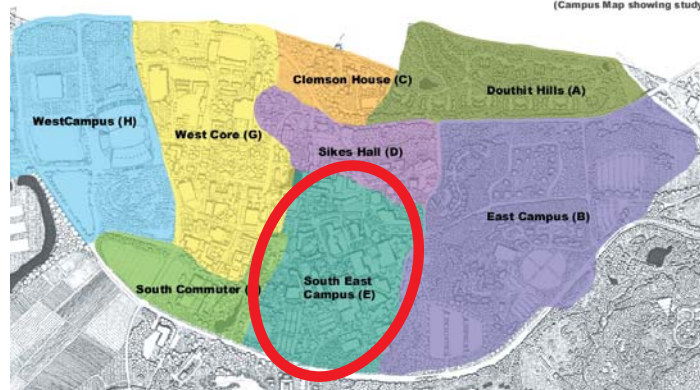 (Campus Map showing study
Clemson House (C)
Douthit Hills (A)
WestCampus (H)
West Core (G)
Sikes Hall (D)
East Campus (B)
South East
Campus (E)
South Commuter (